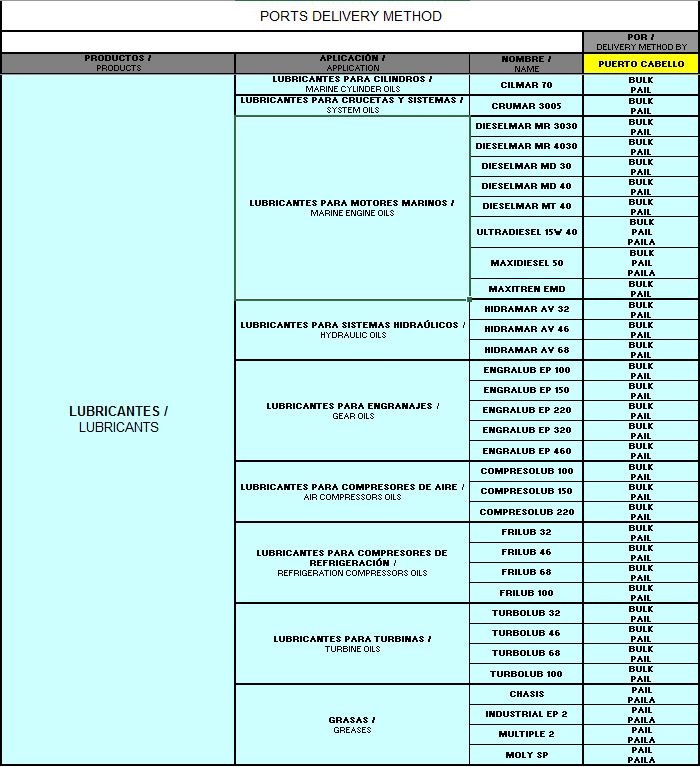 PORTS DELIVERY METHOD
POR /
DELIVERY METHOD BY
PRODUCTOS /
PRODUCTS
APLICACIÓN /
APPLICATION
NOMBRE /
NAME
PUERTO CABELLO
LUBRICANTES /
LUBRICANTS
LUBRICANTES PARA CILINDROS /
MARINE CYLINDER OILS
CILMAR 70
BULK
PAIL
LUBRICANTES PARA CRUCETAS Y SISTEMAS /
SYSTEM OILS
CRUMAR 3005
BULK
PAIL
LUBRICANTES PARA MOTORES MARINOS /
MARINE ENGINE OILS
DIESELMAR MR 3030
BULK
PAIL
DIESELMAR MR 4030
BULK
PAIL
DIESELMAR MD 30
BULK
PAIL
DIESELMAR MD 40
BULK
PAIL
DIESELMAR MT 40
BULK
PAIL
ULTRADIESEL 15W 40
BULK
PAIL
PAILA
MAXIDIESEL 50
BULK
PAIL
PAILA
MAXITREN EMD
BULK
PAIL
LUBRICANTES PARA SISTEMAS HIDRAÚLICOS /
HYDRAULIC OILS
HIDRAMAR AV 32
BULK
PAIL
HIDRAMAR AV 46
BULK
PAIL
HIDRAMAR AV 68
BULK
PAIL
LUBRICANTES PARA ENGRANAJES /
GEAR OILS
ENGRALUB EP 100
BULK
PAIL
ENGRALUB EP 150
BULK
PAIL
ENGRALUB EP 220
BULK
PAIL
ENGRALUB EP 320
BULK
PAIL
ENGRALUB EP 460
BULK
PAIL
LUBRICANTES PARA COMPRESORES DE AIRE /
AIR COMPRESSORS OILS
COMPRESOLUB 100
BULK
PAIL
COMPRESOLUB 150
BULK
PAIL
COMPRESOLUB 220
BULK
PAIL
LUBRICANTES PARA COMPRESORES DE
REFRIGERACIÓN /
REFRIGERATION COMPRESSORS OILS
FRILUB 32
BULK
PAIL
FRILUB 46
BULK
PAIL
FRILUB 68
BULK
PAIL
FRILUB 100
BULK
PAIL
LUBRICANTES PARA TURBINAS /
TURBINE OILS
TURBOLUB 32
BULK
PAIL
TURBOLUB 46
BULK
PAIL
TURBOLUB 68
BULK
PAIL
TURBOLUB 100
BULK
PAIL
GRASAS /
GREASES
CHASIS
PAIL
PAILA
INDUSTRIAL EP 2
PAIL
PAILA
MULTIPLE 2
PAIL
PAILA
MOLY SP
PAIL
PAILA